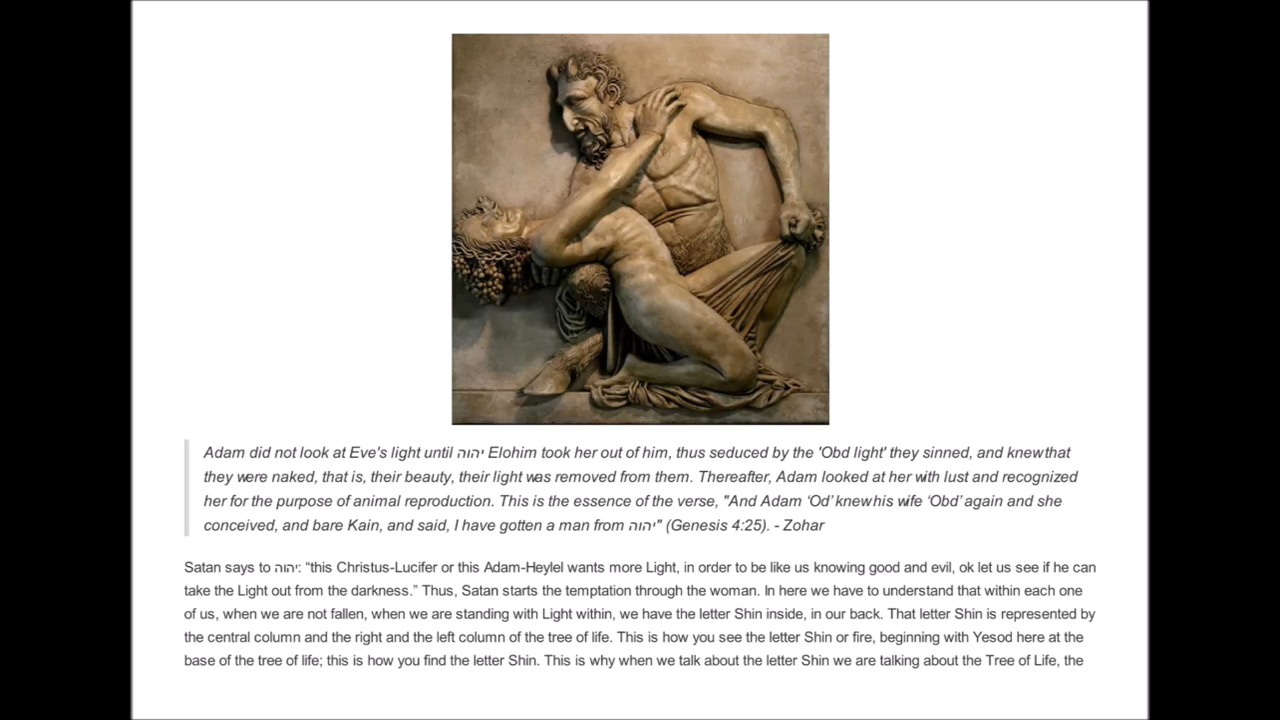 Adam did not look at Eve's light until יהוה Elohim took her out of him, thus seduced by the 'Obd light' they sinned, and knew that
they were naked, that is, their beauty, their light was removed from them. Thereafter, Adam looked at her with lust and recognized
her for the purpose of animal reproduction. This is the essence of the verse, "And Adam ‘Od’ knew his wife ‘Obd’ again and she
conceived, and bare Kain, and said, I have gotten a man from יהוה" (Genesis 4:25). - Zohar
Satan says to יהוה: “this Christus-Lucifer or this Adam-Heylel wants more Light, in order to be like us knowing good and evil, ok let us see if he can
take the Light out from the darkness.” Thus, Satan starts the temptation through the woman. In here we have to understand that within each one
of us, when we are not fallen, when we are standing with Light within, we have the letter Shin inside, in our back. That letter Shin is represented by
the central column and the right and the left column of the tree of life. This is how you see the letter Shin or fire, beginning with Yesod here at the
base of the tree of life; this is how you find the letter Shin. This is why when we talk about the letter Shin we are talking about the Tree of Life, the